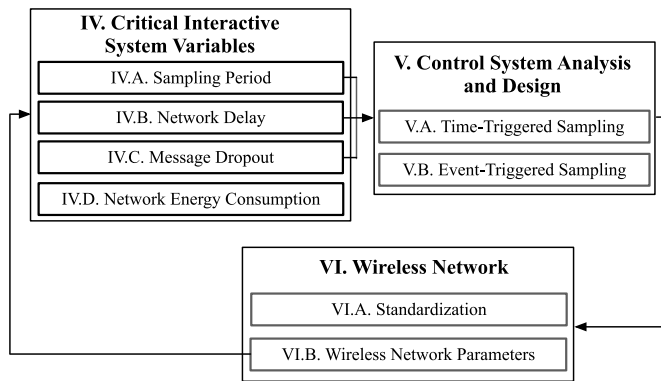 IV. Critical Interactive
System Variables
IV.A. Sampling Period
IV.B. Network Delay
IV.C. Message Dropout
IV.D. Network Energy Consumption
V. Control System Analysis
and Design
V.A. Time-Triggered Sampling
V.B. Event-Triggered Sampling
VI. Wireless Network
VI.A. Standardization
VI.B. Wireless Network Parameters